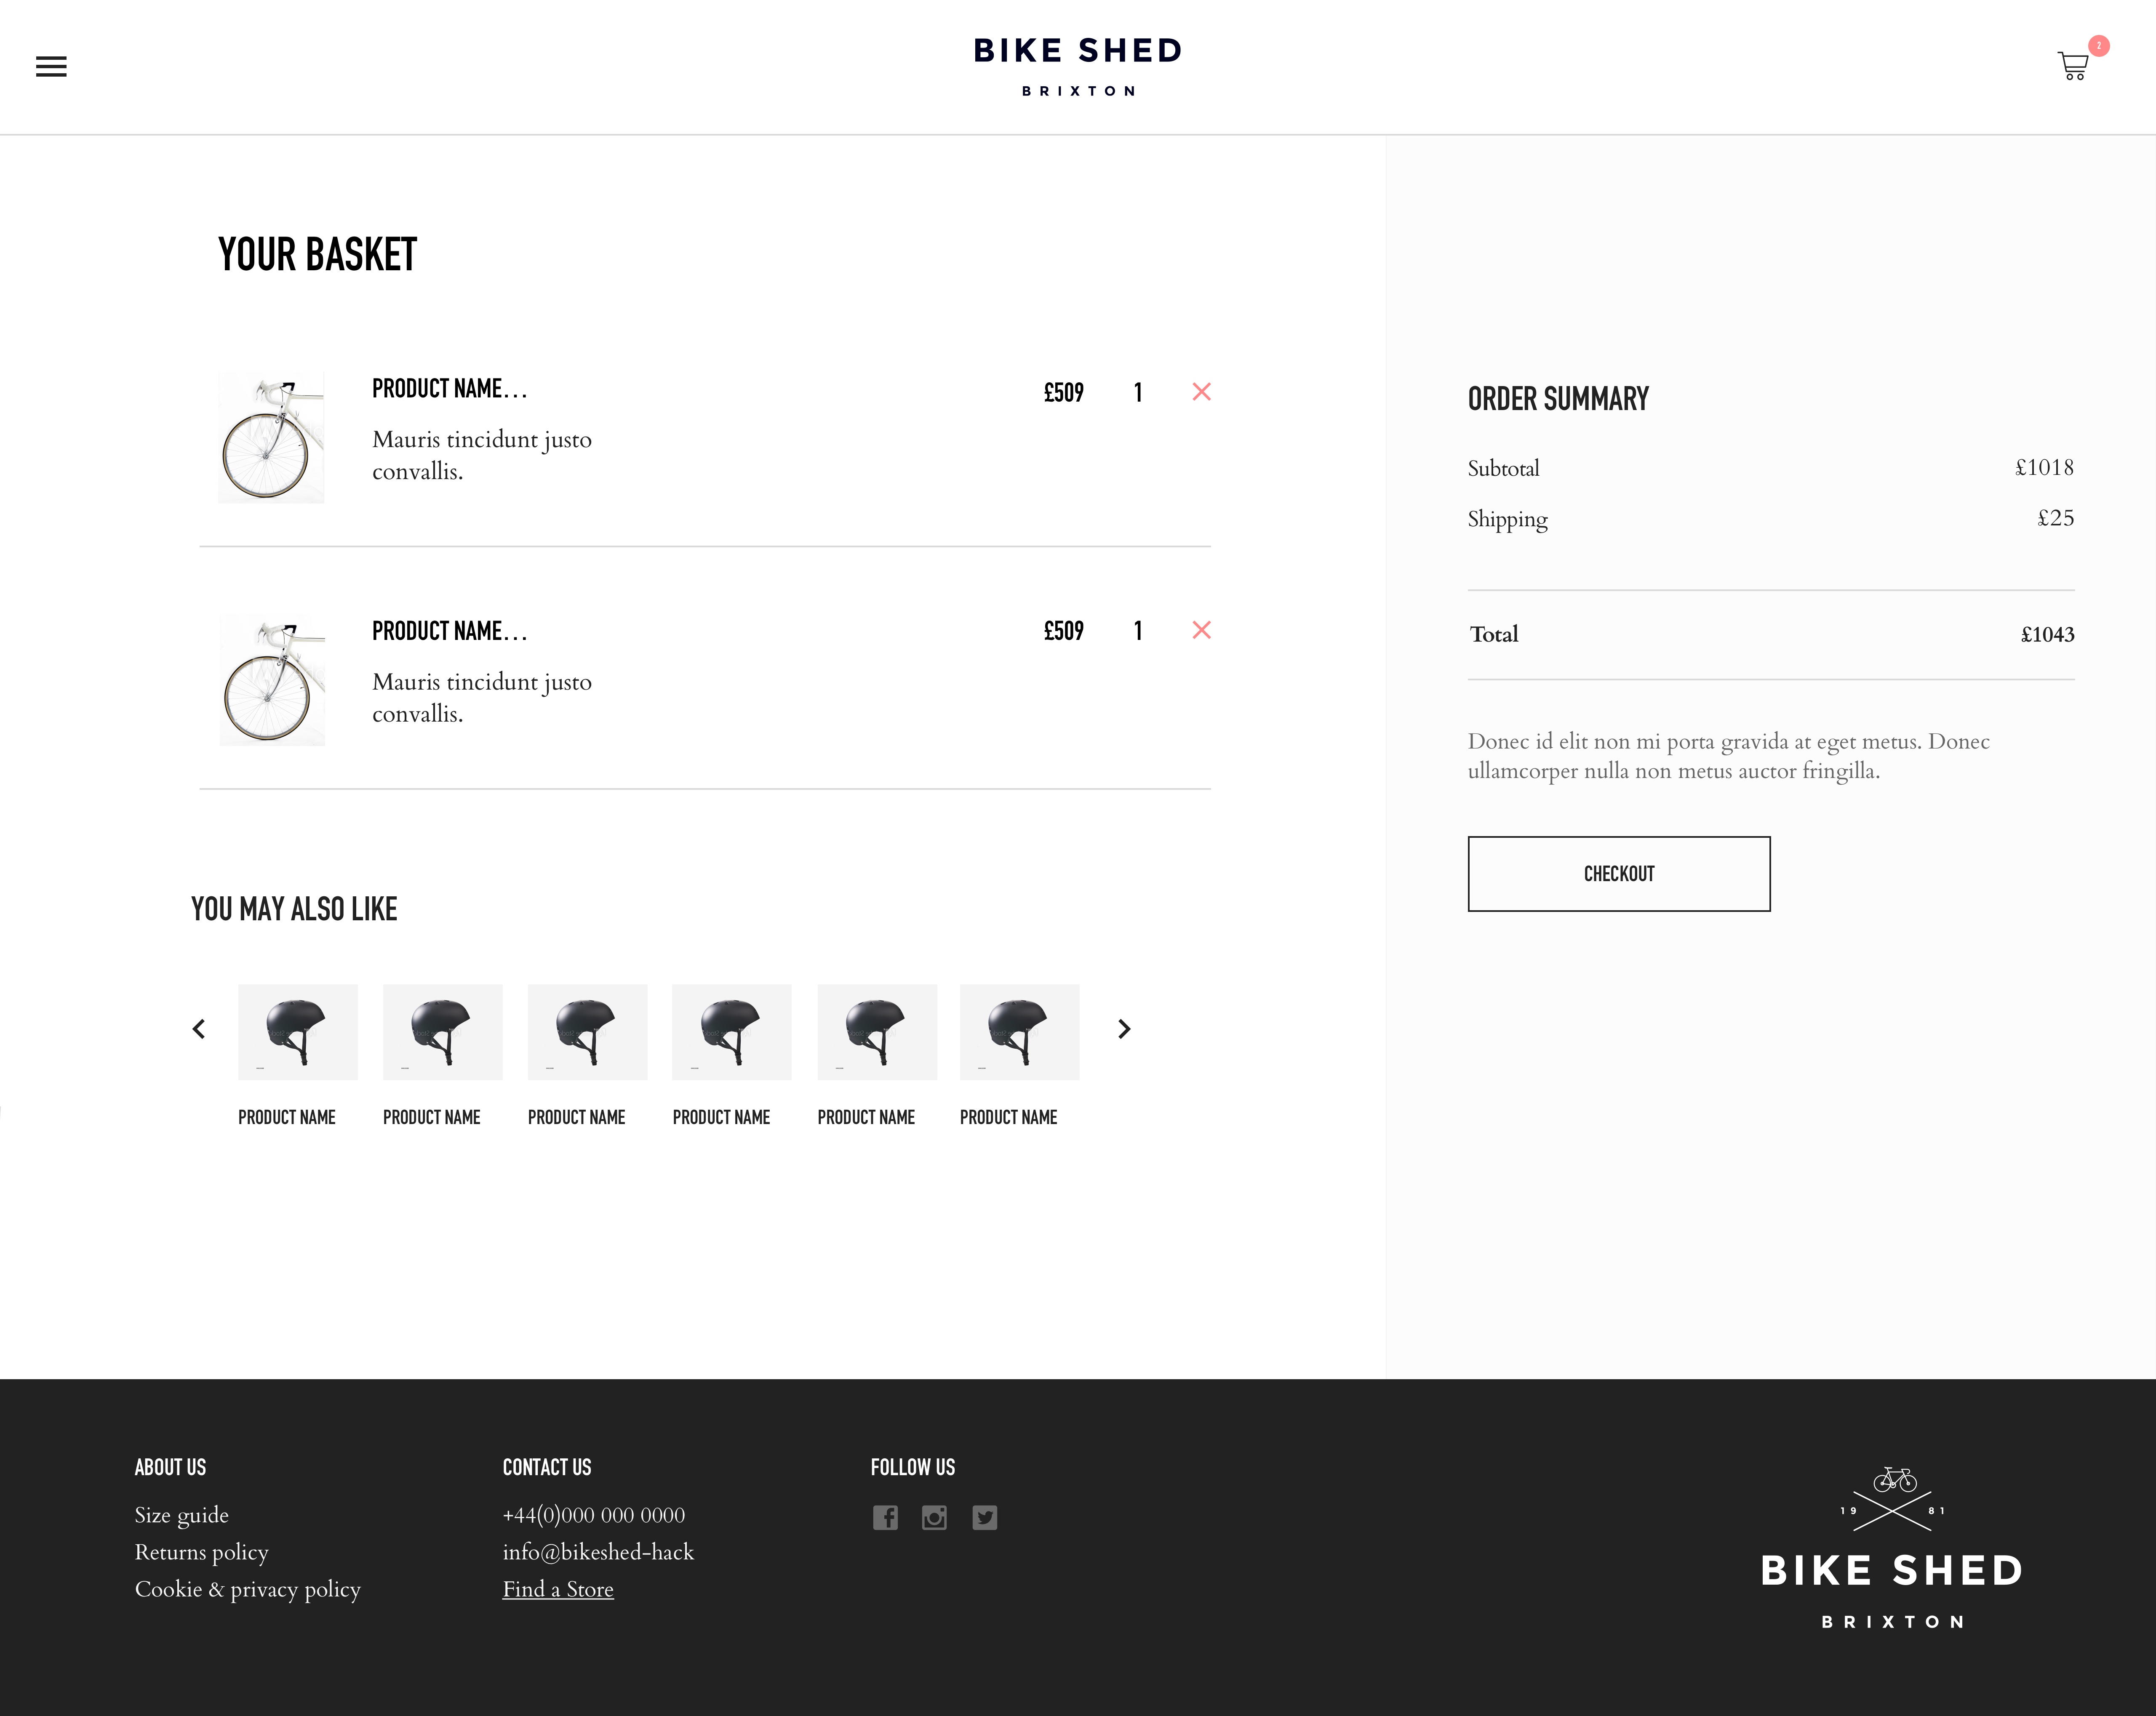 BIKE SHED
BRIXTON
2
YOUR BASKET
PRODUCT NAME...
£509 1
Mauris tincidunt justo
convallis.
PRODUCT NAME...
£509 1
Mauris tincidunt justo
convallis.
YOU MAY ALSO LIKE
PRODUCT NAME
PRODUCT NAME
PRODUCT NAME
PRODUCT NAME
PRODUCT NAME
PRODUCT NAME
ORDER SUMMARY
Subtotal £1018
Shipping £25
Total £1043
Donec id elit non mi porta gravida at eget metus. Donec
ullamcorper nulla non metus auctor fringilla.
CHECKOUT
ABOUT US
Size guide
Returns policy
Cookie & privacy policy
CONTACT US
+44(0)000 000 0000
info@bikeshed-hack
Find a Store
FOLLOW US
19 81
BIKE SHED
BRIXTON